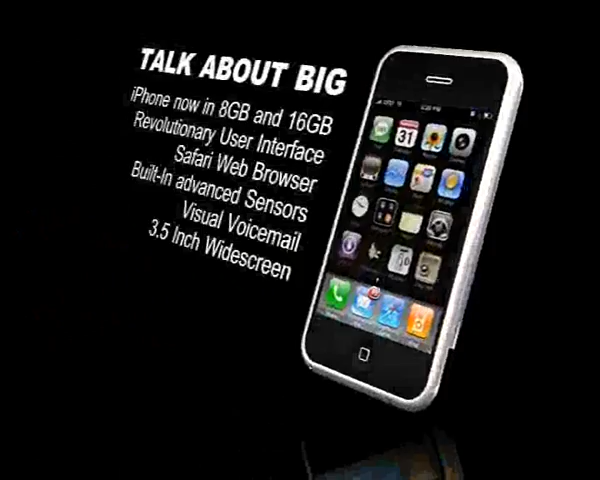 TALK ABOUT BIG
iPhone now in 8GB and 16GB
Revolutionary User Interface
Safari Web Browser
Built-In advanced Sensors
Visual Voicemail
3.5 Inch Widescreen
31